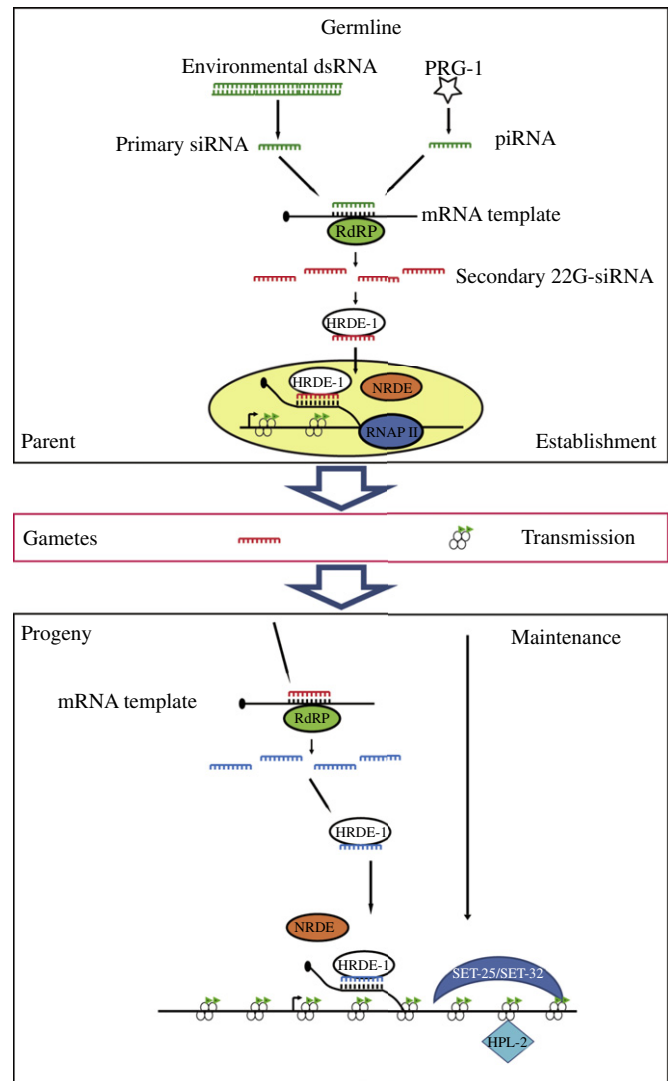 Germline
Environmental dsRNA
PRG-1
Primary siRNA
piRNA
mRNA template
RdRP
Secondary 22G-siRNA
HRDE-1
HRDE-1
NRDE
RNAP II
Parent
Establishment
Gametes
Transmission
Progeny
Maintenance
mRNA template
RdRP
HRDE-1
NRDE
HRDE-1
SET-25/SET-32
HPL-2